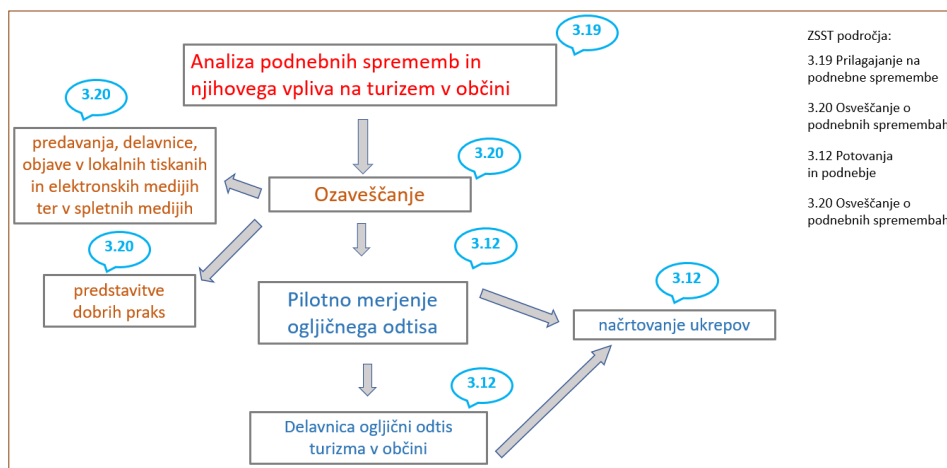 3.19
Analiza podnebnih sprememb in
njihovega vpliva na turizem v občini
3.20
predavanja, delavnice,
objave v lokalnih tiskanih
in elektronskih medijih
ter v spletnih medijih
3.20
Ozaveščanje
3.20
predstavitve
dobrih praks
3.12
Pilotno merjenje
ogljičnega odtisa
3.12
načrtovanje ukrepov
3.12
Delavnica ogljični odtis
turizma v občini
ZSST področja:
3.19 Prilagajanje na
podnebne spremembe
3.20 Osveščanje o
podnebnih spremembah
3.12 Potovanja
in podnebje
3.20 Osveščanje o
podnebnih spremembah